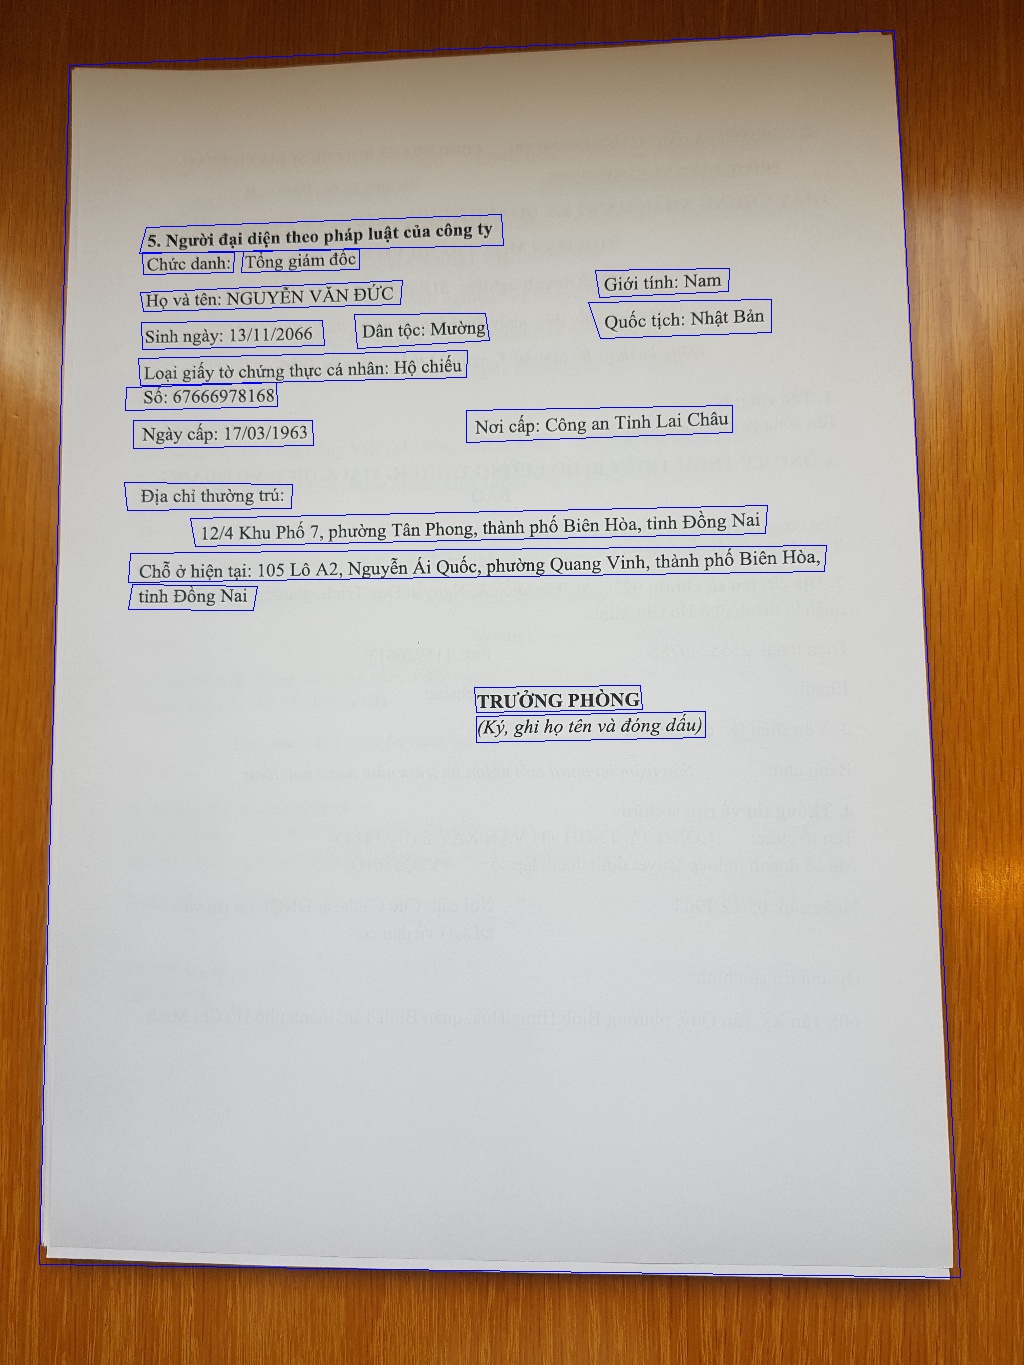 5. Người đại diện theo pháp luật của công ty
Chức danh: Tổng giám đốc
Họ và tên: NGUYỄN VĂN ĐỨC Giới tính: Nam
Sinh ngày: 13/11/2066 Dân tộc: Mường Quốc tịch: Nhật Bản
Loại giấy tờ chứng thực cá nhân: Hộ chiếu
Số: 67666978168
Ngày cấp: 17/03/1963 Nơi cấp: Công an Tỉnh Lai Châu
Địa chỉ thường trú:
12/4 Khu Phố 7, phường Tân Phong, thành phố Biên Hòa, tỉnh Đồng Nai
Chỗ ở hiện tại: 105 Lô A2, Nguyễn Ái Quốc, phường Quang Vinh, thành phố Biên Hòa,
tỉnh Đồng Nai
TRƯỞNG PHÒNG
(Ký, ghi họ tên và đóng dấu)